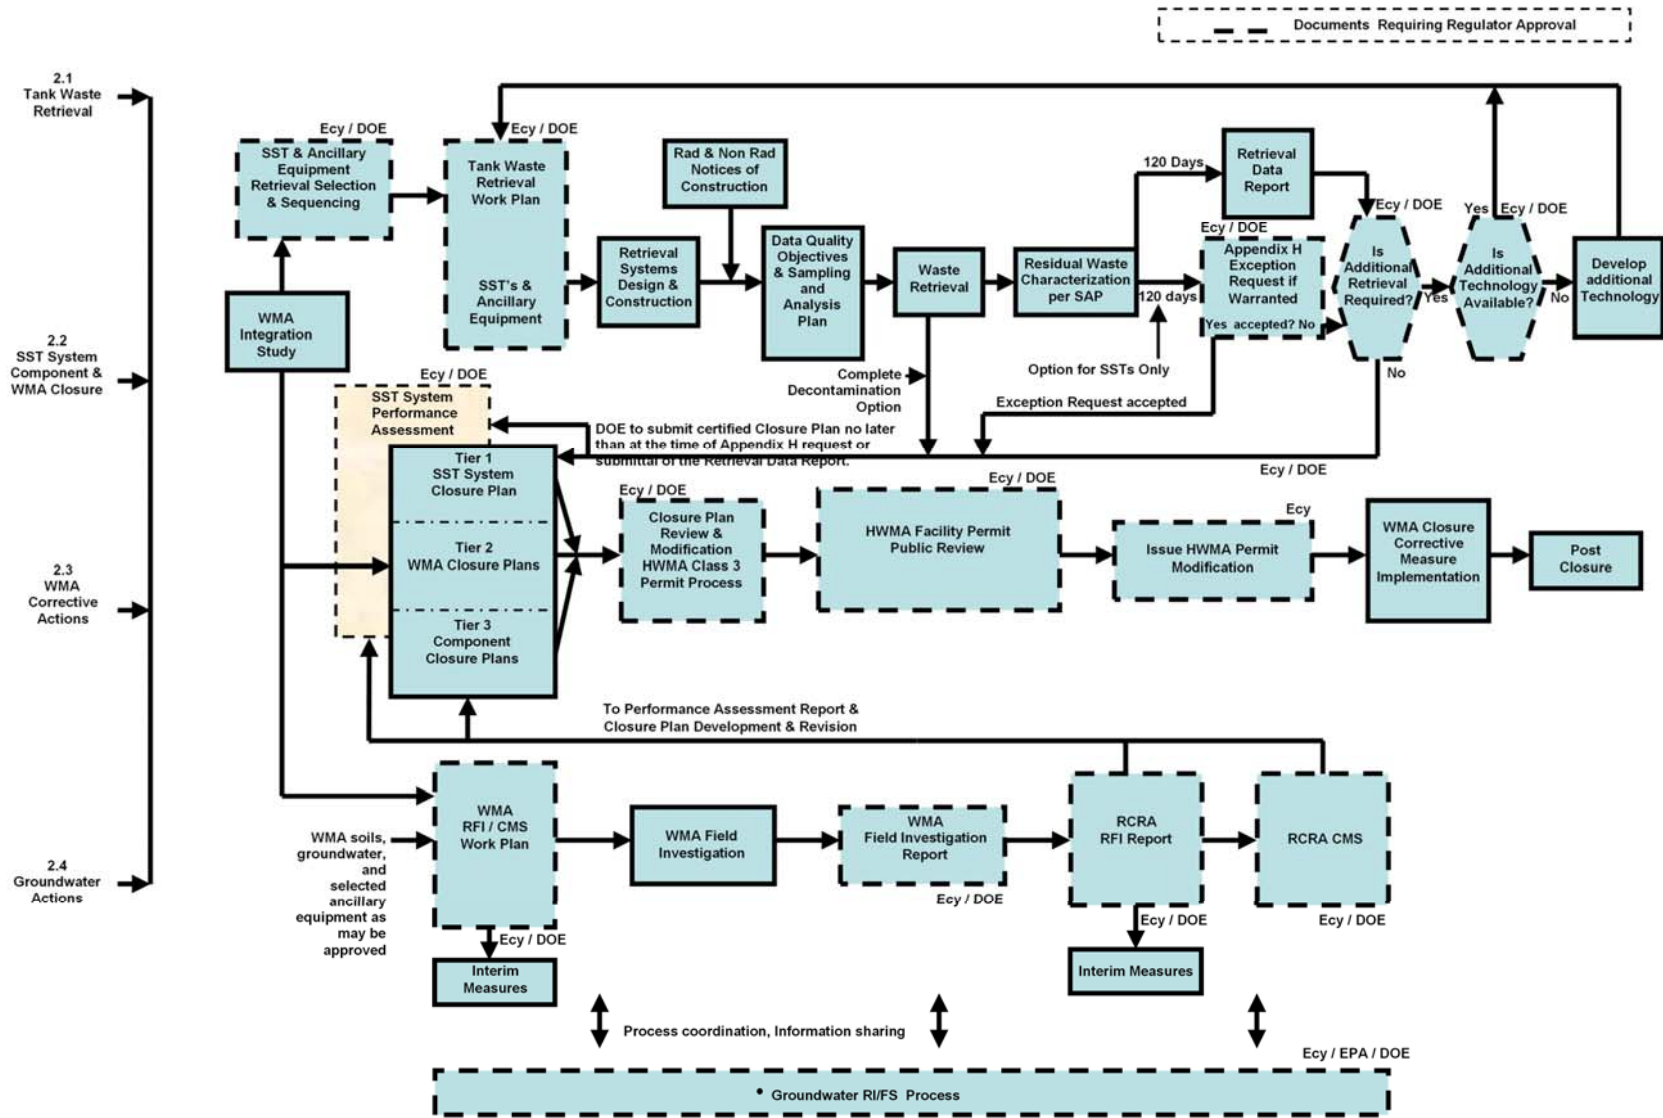 Documents Requiring Regulator Approval
2.1
Tank Waste
Retrieval
2.2
SST System
Component &
WMA Closure
2.3
WMA
Corrective
Actions
2.4
Groundwater
Actions
Ecy / DOE
SST & Ancillary
Equipment
Retrieval Selection
& Sequencing
WMA
Integration
Study
Ecy / DOE
Tank Waste
Retrieval
Work Plan
SST's &
Ancillary
Equipment
Retrieval
Systems
Design &
Construction
Rad & Non Rad
Notices of
Construction
Data Quality
Objectives
& Sampling
and
Analysis
Plan
Waste
Retrieval
Residual Waste
Characterization
per SAP
120 Days
Retrieval
Data
Report
120 days
Option for SSTs Only
Ecy / DOE
Appendix H
Exception
Request if
Warranted
Yes accepted? No
Ecy / DOE
Is
Additional
Retrieval
Required?
Yes
No
Yes
Ecy / DOE
Is
Additional
Technology
Available?
No
Develop
additional
Technology
Complete
Decontamination
Option
Exception Request accepted
Ecy / DOE
SST System
Performance
Assessment
DOE to submit certified Closure Plan no later
than at the time of Appendix H request or
submittal of the Retrieval Data Report.
Ecy / DOE
Tier 1
SST System
Closure Plan
Tier 2
WMA Closure Plans
Tier 3
Component
Closure Plans
Ecy / DOE
Closure Plan
Review &
Modification
HWMA Class 3
Permit Process
Ecy / DOE
HWMA Facility Permit
Public Review
Ecy
Issue HWMA Permit
Modification
WMA Closure
Corrective
Measure
Implementation
Post
Closure
To Performance Assessment Report &
Closure Plan Development & Revision
WMA soils,
groundwater,
and
selected
ancillary
equipment as
may be
approved
WMA
RFI / CMS
Work Plan
Ecy / DOE
Interim
Measures
WMA Field
Investigation
WMA
Field Investigation
Report
Ecy / DOE
RCRA
RFI Report
Ecy / DOE
Interim Measures
RCRA CMS
Ecy / DOE
Process coordination, Information sharing
Ecy / EPA / DOE
• Groundwater RI/FS Process